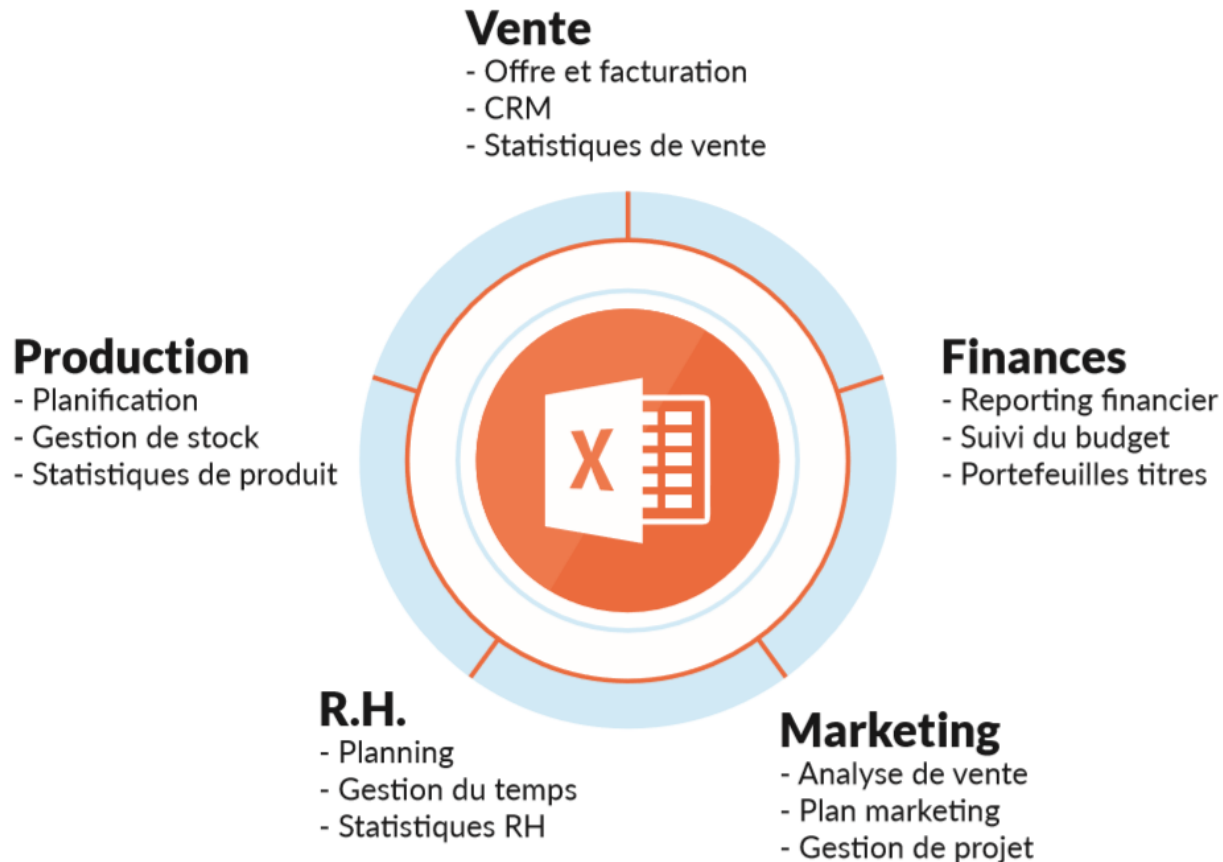 Vente
- Offre et facturation
- CRM
- Statistiques de vente
Production
- Planification
- Gestion de stock
- Statistiques de produit
Finances
- Reporting financier
- Suivi du budget
- Portefeuilles titres
X
R.H.
- Planning
- Gestion du temps
- Statistiques RH
Marketing
- Analyse de vente
- Plan marketing
- Gestion de projet